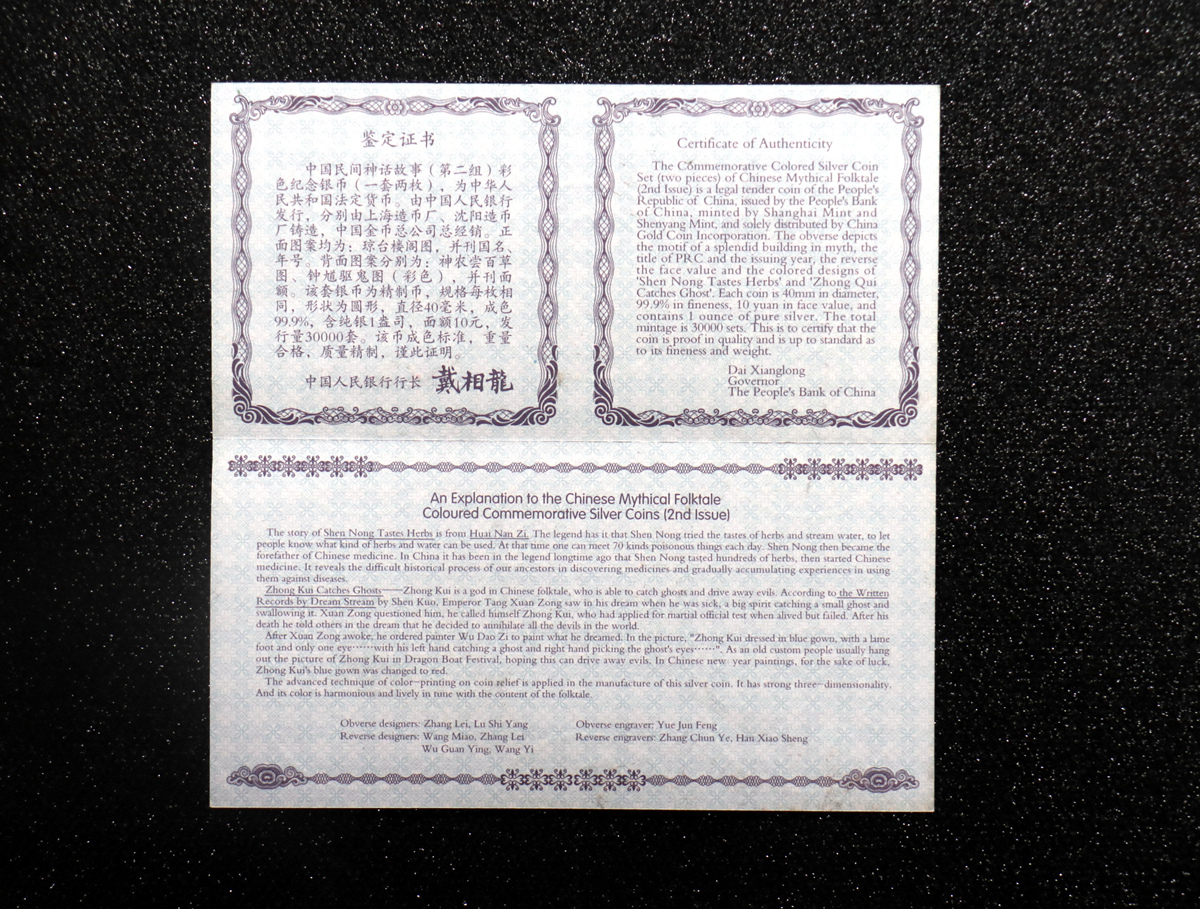 鉴定证书
中国民间神话故事（第二组）彩
色纪念银币（一套两枚），为中华人
民共和国法定货币。由中国人民银行
发行，分别由上海造币厂、沈阳造币
厂铸造，中国金币总公司总经销。正
面图案均为：琼台楼阁图，并刊国名、
年号。背面图案分别为：神农尝百草
图、钟馗驱鬼图（彩色），并刊面
额。该套银币为精制币，规格每枚相
同，形状为圆形，直径40毫米，成色
99.9%，含纯银1盎司，面额10元，发
行量30000套。该币成色标准，重量
合格，质量精制，谨此证明。
中国人民银行行长 戴相龍
Certificate of Authenticity
The Commemorative Colored Silver Coin
Set (two pieces) of Chinese Mythical Folktale
(2nd Issue) is a legal tender coin of the People's
Republic of China, issued by the People's Bank
of China, minted by Shanghai Mint and
Shenyang Mint, and solely distributed by China
Gold Coin Incorporation. The obverse depicts
the motif of a splendid building in myth, the
title of PRC and the issuing year, the reverse
the face value and the colored designs of
'Shen Nong Tastes Herbs' and 'Zhong Qui
Catches Ghost'. Each coin is 40mm in diameter,
99.9% in fineness, 10 yuan in face value, and
contains 1 ounce of pure silver. The total
mintage is 30000 sets. This is to certify that the
coin is proof in quality and is up to standard as
to its fineness and weight.
Dai Xianglong
Governor
The People's Bank of China
An Explanation to the Chinese Mythical Folktale
Coloured Commemorative Silver Coins (2nd Issue)
The story of Shen Nong Tastes Herbs is from Huai Nan Zi. The legend has it that Shen Nong tried the tastes of herbs and stream water, to let
people know what kind of herbs and water can be used. At that time one can meet 70 kinds poisonous things each day. Shen Nong then became the
forefather of Chinese medicine. In China it has been in the legend longtime ago that Shen Nong tasted hundreds of herbs, then started Chinese
medicine. It reveals the difficult historical process of our ancestors in discovering medicines and gradually accumulating experiences in using
them against diseases.
Zhong Kui Catches Ghosts——Zhong Kui is a god in Chinese folktale, who is able to catch ghosts and drive away evils. According to the Written
Records by Dream Stream by Shen Kuo, Emperor Tang Xuan Zong saw in his dream when he was sick, a big spirit catching a small ghost and
swallowing it. Xuan Zong questioned him, he called himself Zhong Kui, who had applied for martial official test when alived but failed. After his
death he told others in the dream that he decided to annihilate all the devils in the world.
After Xuan Zong awoke, he ordered painter Wu Dao Zi to paint what he dreamed. In the picture, "Zhong Kui dressed in blue gown, with a lame
foot and only one eye……with his left hand catching a ghost and right hand picking the ghost's eyes……". As an old custom people usually hang
out the picture of Zhong Kui in Dragon Boat Festival, hoping this can drive away evils. In Chinese new year paintings, for the sake of luck,
Zhong Kui's blue gown was changed to red.
The advanced technique of color-printing on coin relief is applied in the manufacture of this silver coin. It has strong three-dimensionality.
And its color is harmonious and lively in tune with the content of the folktale.
Obverse designers: Zhang Lei, Lu Shi Yang
Reverse designers: Wang Miao, Zhang Lei
Wu Guan Ying, Wang Yi
Obverse engraver: Yue Jun Feng
Reverse engravers: Zhang Chun Ye, Han Xiao Sheng